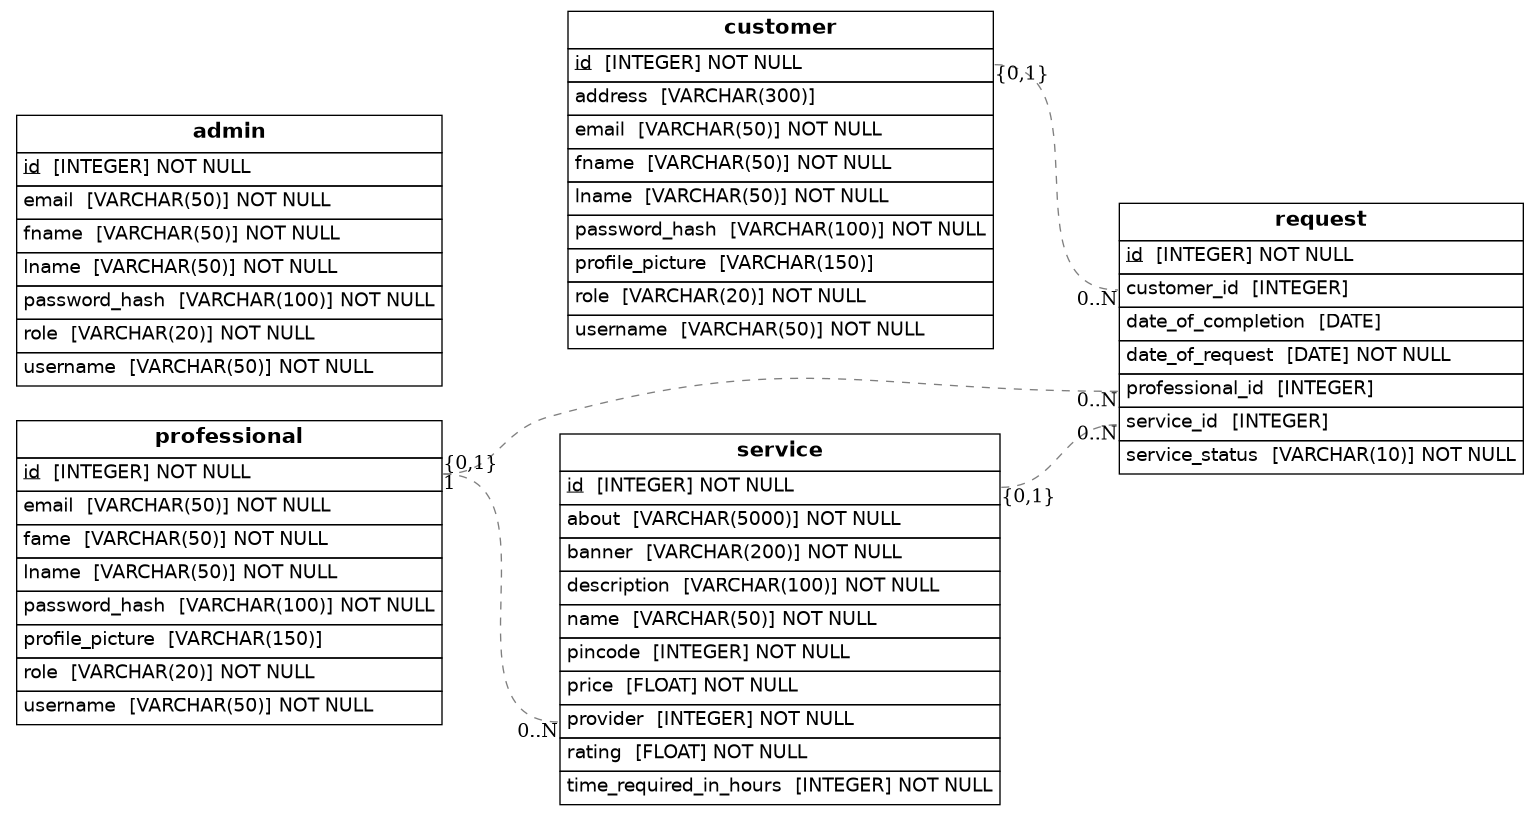 customer
id [INTEGER] NOT NULL
address [VARCHAR(300)]
email [VARCHAR(50)] NOT NULL
fname [VARCHAR(50)] NOT NULL
lname [VARCHAR(50)] NOT NULL
password_hash [VARCHAR(100)] NOT NULL
profile_picture [VARCHAR(150)]
role [VARCHAR(20)] NOT NULL
username [VARCHAR(50)] NOT NULL
{0,1}
admin
id [INTEGER] NOT NULL
email [VARCHAR(50)] NOT NULL
fname [VARCHAR(50)] NOT NULL
lname [VARCHAR(50)] NOT NULL
password_hash [VARCHAR(100)] NOT NULL
role [VARCHAR(20)] NOT NULL
username [VARCHAR(50)] NOT NULL
request
id [INTEGER] NOT NULL
customer_id [INTEGER]
date_of_completion [DATE]
date_of_request [DATE] NOT NULL
professional_id [INTEGER]
service_id [INTEGER]
service_status [VARCHAR(10)] NOT NULL
0..N
0..N
0..N
professional
id [INTEGER] NOT NULL
email [VARCHAR(50)] NOT NULL
fame [VARCHAR(50)] NOT NULL
lname [VARCHAR(50)] NOT NULL
password_hash [VARCHAR(100)] NOT NULL
profile_picture [VARCHAR(150)]
role [VARCHAR(20)] NOT NULL
username [VARCHAR(50)] NOT NULL
{0,1}
1
service
id [INTEGER] NOT NULL
about [VARCHAR(5000)] NOT NULL
banner [VARCHAR(200)] NOT NULL
description [VARCHAR(100)] NOT NULL
name [VARCHAR(50)] NOT NULL
pincode [INTEGER] NOT NULL
price [FLOAT] NOT NULL
provider [INTEGER] NOT NULL
rating [FLOAT] NOT NULL
time_required_in_hours [INTEGER] NOT NULL
{0,1}
0..N